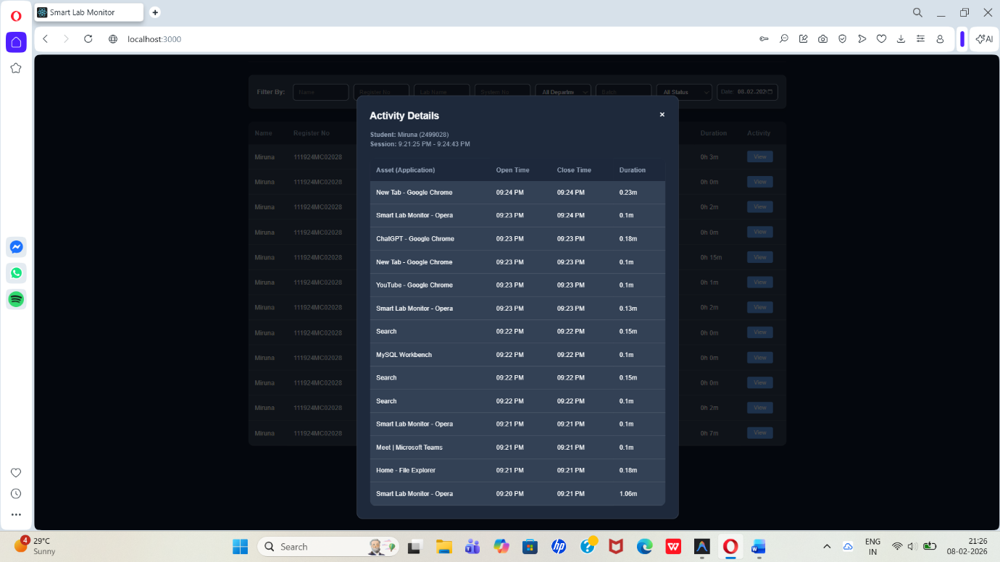 Smart Lab Monitor
localhost:3000
AI
Filter By: Name Register No Lab Name System No All Departme Batch All Status Date: 08.02.202
Activity Details ×
Student: Miruna (2499028)
Session: 9:21:25 PM - 9:24:43 PM
Name Register No Duration Activity
Asset (Application) Open Time Close Time Duration
New Tab - Google Chrome 09:24 PM 09:24 PM 0.23m
Smart Lab Monitor - Opera 09:23 PM 09:24 PM 0.1m
ChatGPT - Google Chrome 09:23 PM 09:23 PM 0.18m
New Tab - Google Chrome 09:23 PM 09:23 PM 0.1m
YouTube - Google Chrome 09:23 PM 09:23 PM 0.1m
Smart Lab Monitor - Opera 09:23 PM 09:23 PM 0.13m
Search 09:22 PM 09:22 PM 0.15m
MySQL Workbench 09:22 PM 09:22 PM 0.1m
Search 09:22 PM 09:22 PM 0.15m
Search 09:22 PM 09:22 PM 0.1m
Smart Lab Monitor - Opera 09:21 PM 09:21 PM 0.1m
Meet | Microsoft Teams 09:21 PM 09:21 PM 0.1m
Home - File Explorer 09:21 PM 09:21 PM 0.18m
Smart Lab Monitor - Opera 09:20 PM 09:21 PM 1.06m
Miruna 111924MC02028 0h 3m View
Miruna 111924MC02028 0h 0m View
Miruna 111924MC02028 0h 2m View
Miruna 111924MC02028 0h 0m View
Miruna 111924MC02028 0h 15m View
Miruna 111924MC02028 0h 1m View
Miruna 111924MC02028 0h 2m View
Miruna 111924MC02028 0h 0m View
Miruna 111924MC02028 0h 0m View
Miruna 111924MC02028 0h 0m View
Miruna 111924MC02028 0h 2m View
Miruna 111924MC02028 0h 7m View
4
29°C
Sunny
Search
ENG
IN
21:26
08-02-2026